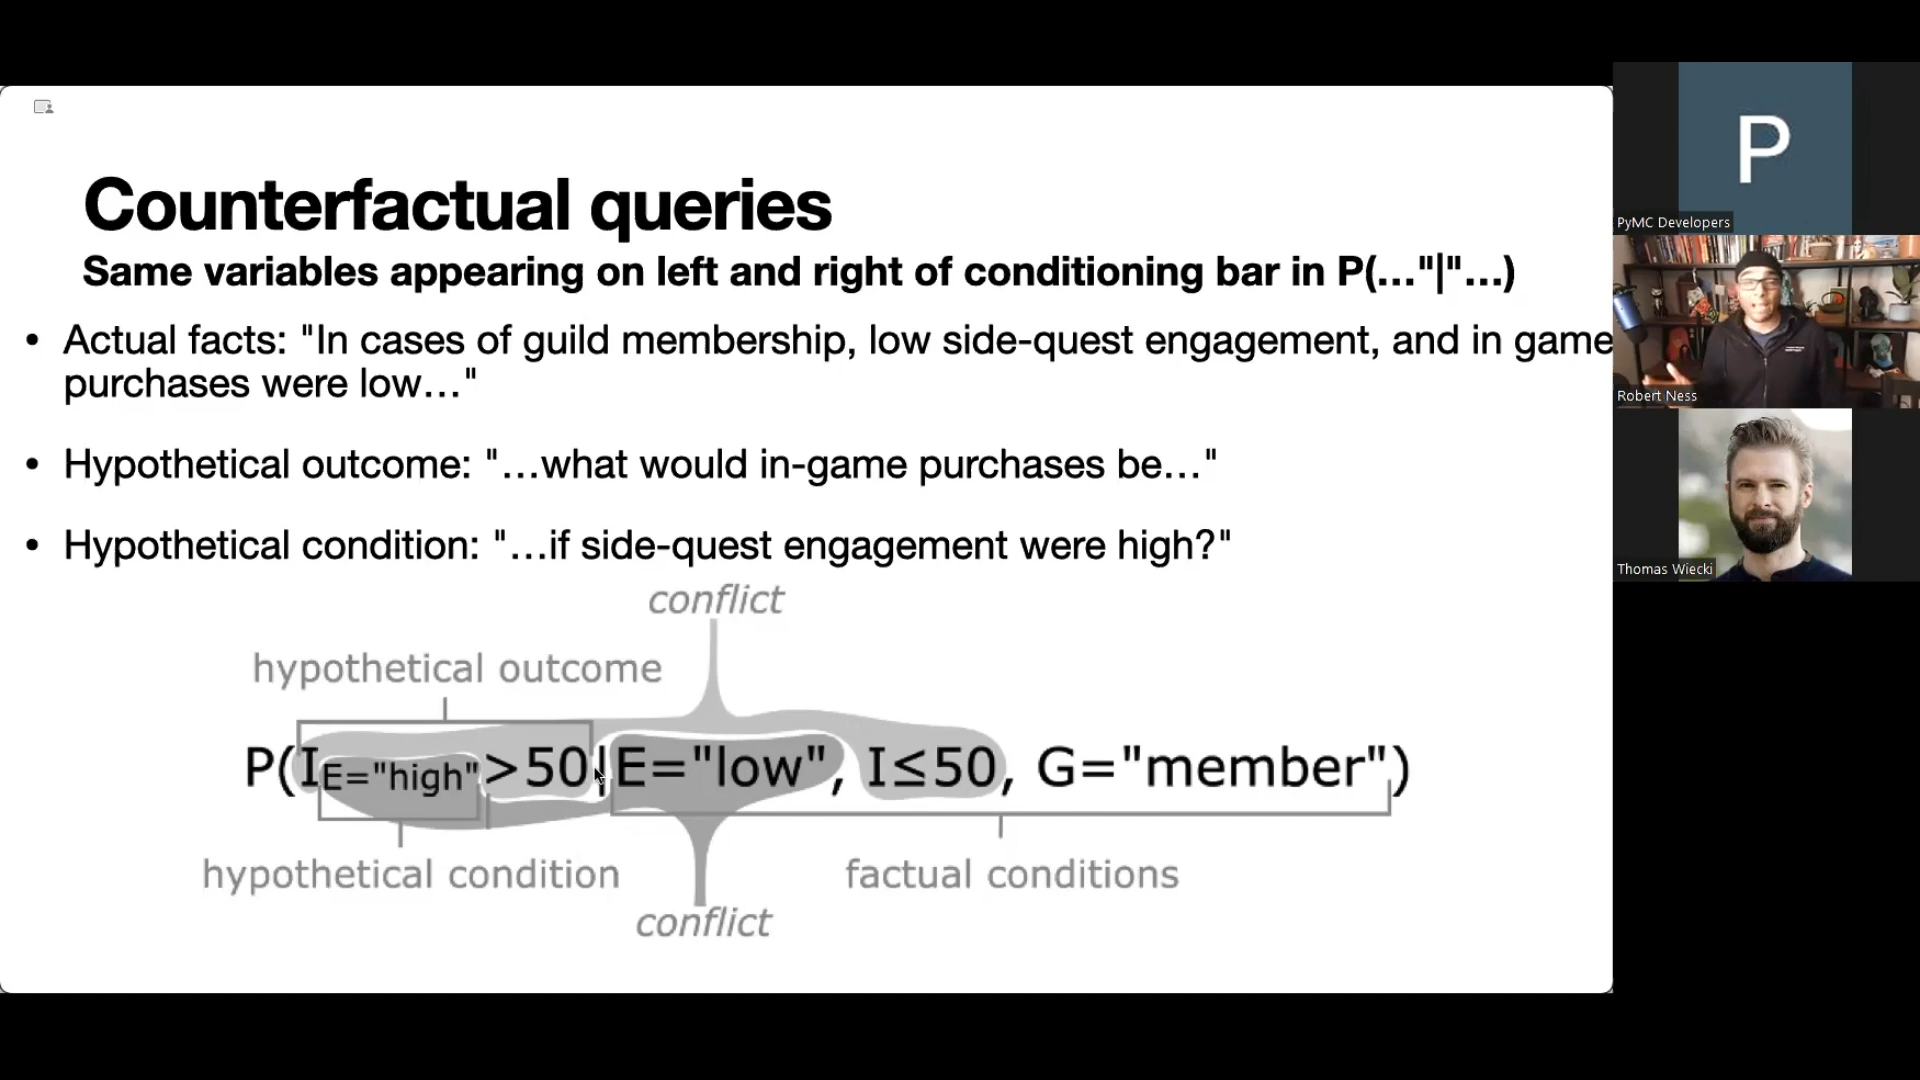 Counterfactual queries
Same variables appearing on left and right of conditioning bar in P(..."|"...)
• Actual facts: "In cases of guild membership, low side-quest engagement, and in game
purchases were low…"
• Hypothetical outcome: "…what would in-game purchases be…"
• Hypothetical condition: "…if side-quest engagement were high?"
conflict
hypothetical outcome
P(I E="high" >50|E="low", I≤50, G="member")
hypothetical condition
factual conditions
conflict
P
PyMC Developers
Robert Ness
Thomas Wiecki